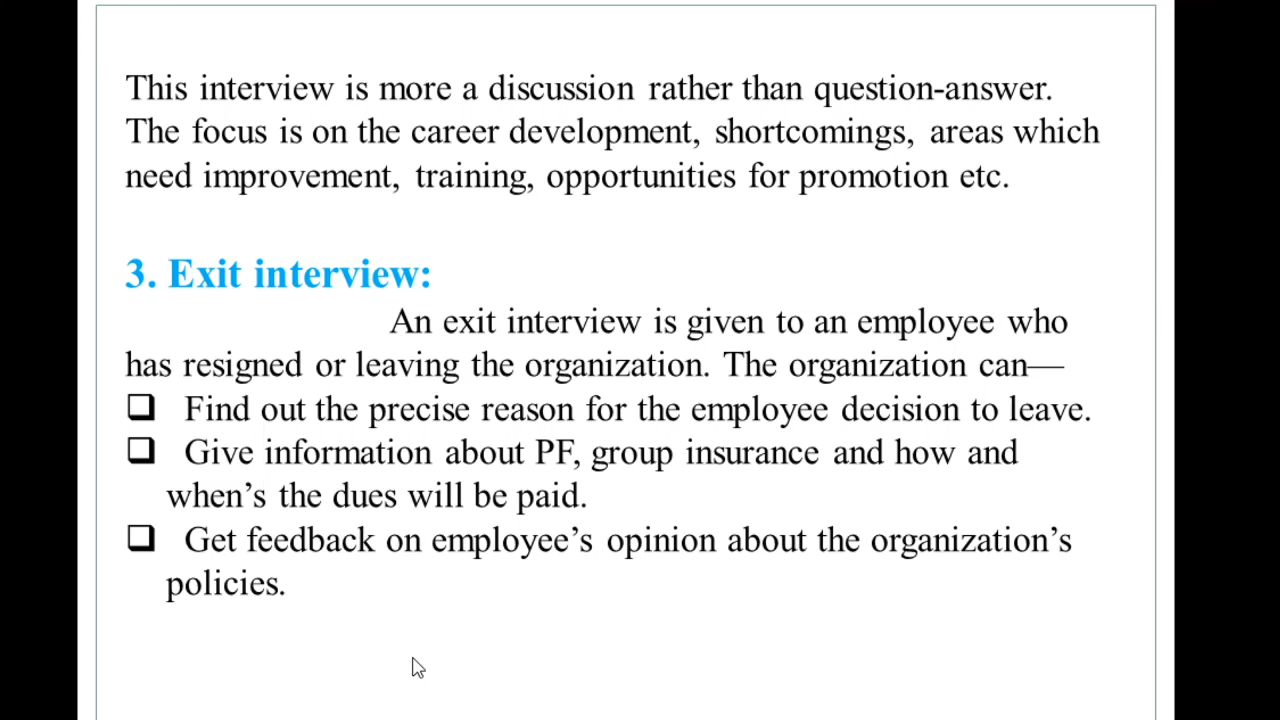 This interview is more a discussion rather than question-answer.
The focus is on the career development, shortcomings, areas which
need improvement, training, opportunities for promotion etc.
3. Exit interview:
An exit interview is given to an employee who
has resigned or leaving the organization. The organization can—
❑ Find out the precise reason for the employee decision to leave.
❑ Give information about PF, group insurance and how and
when’s the dues will be paid.
❑ Get feedback on employee’s opinion about the organization’s
policies.